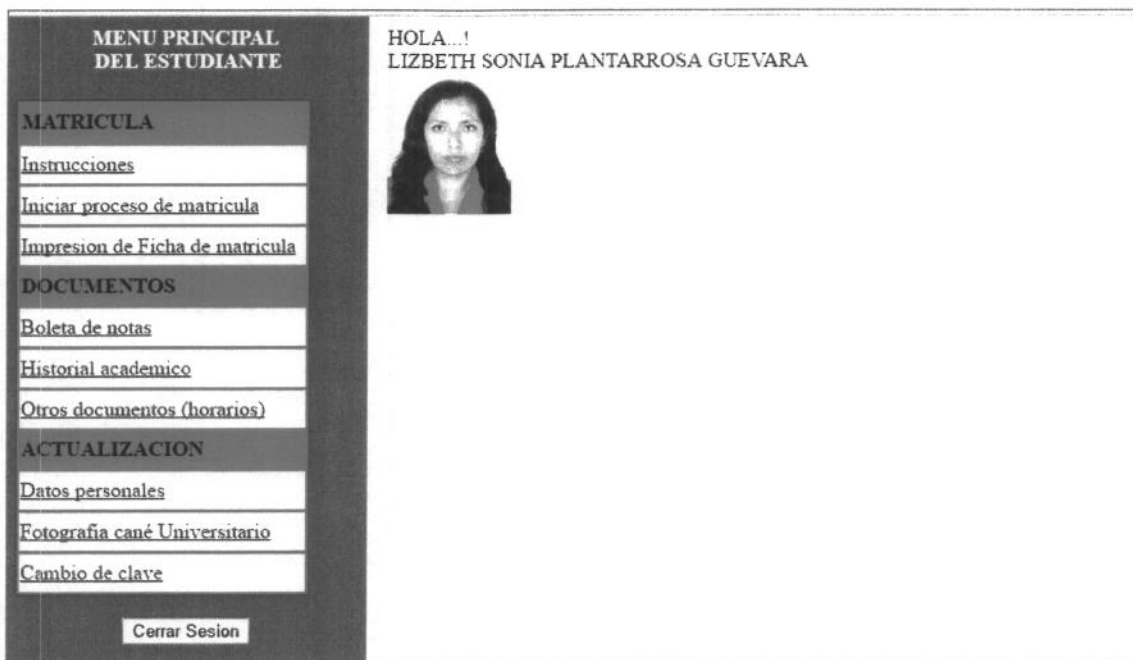 MENU PRINCIPAL
DEL ESTUDIANTE
MATRICULA
Instrucciones
Iniciar proceso de matricula
Impresion de Ficha de matricula
DOCUMENTOS
Boleta de notas
Historial academico
Otros documentos (horarios)
ACTUALIZACION
Datos personales
Fotografia cané Universitario
Cambio de clave
Cerrar Sesion
HOLA...!
LIZBETH SONIA PLANTARROSA GUEVARA